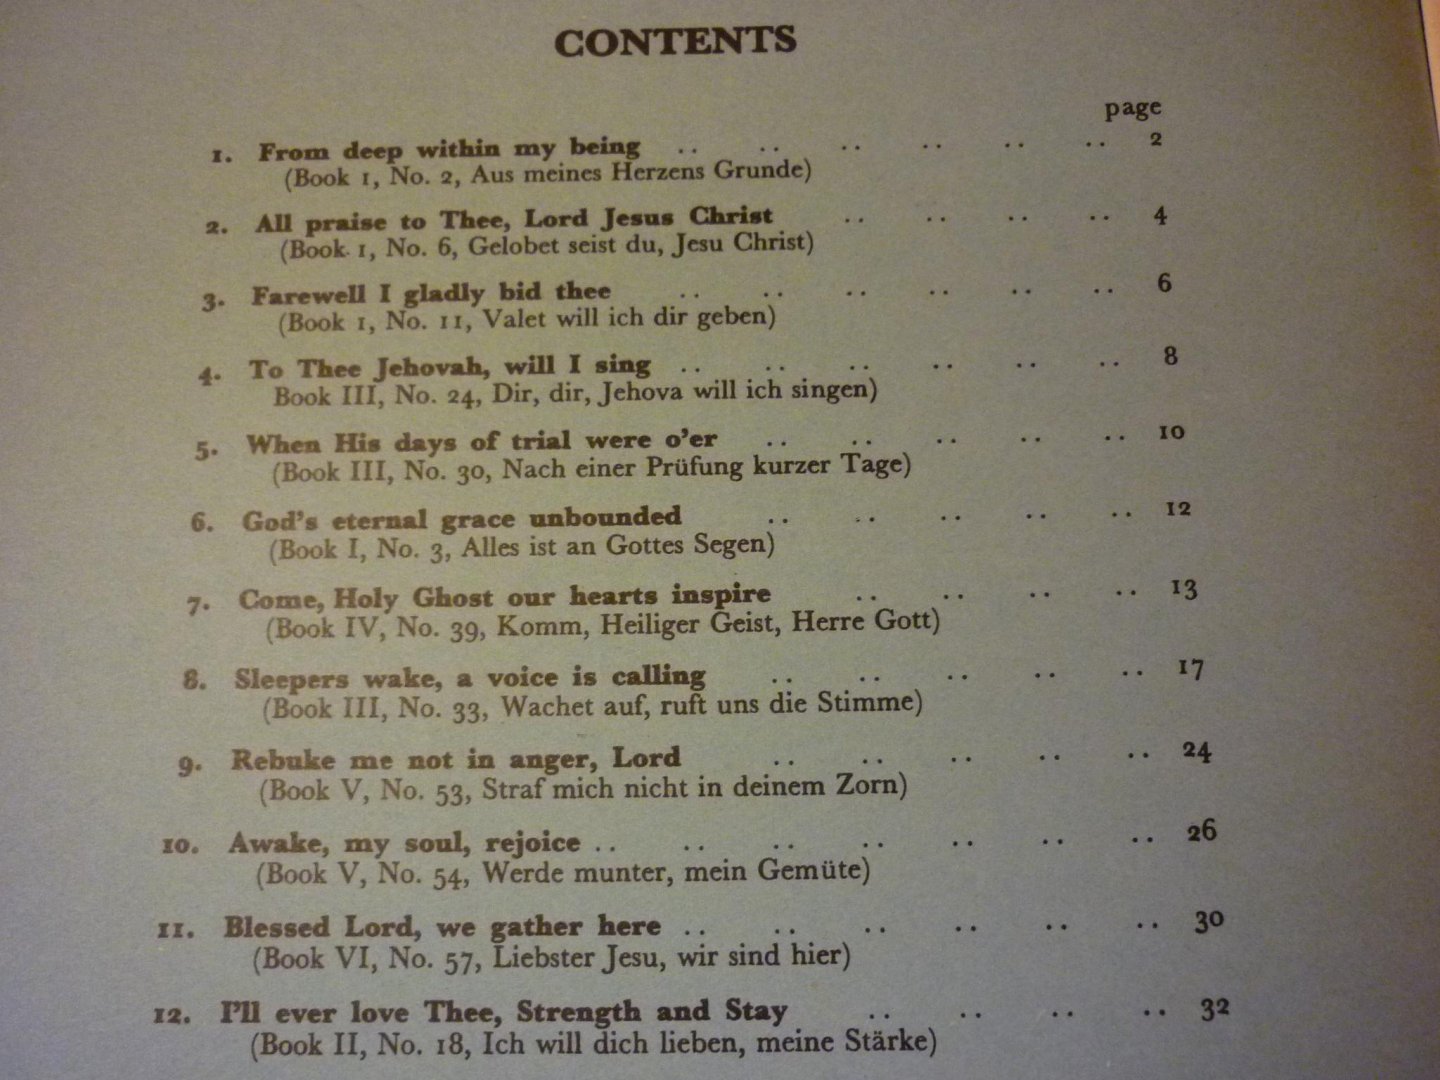 CONTENTS
page
1. From deep within my being .. .. .. .. .. .. 2
(Book 1, No. 2, Aus meines Herzens Grunde)
2. All praise to Thee, Lord Jesus Christ .. .. .. .. 4
(Book 1, No. 6, Gelobet seist du, Jesu Christ)
3. Farewell I gladly bid thee .. .. .. .. .. .. 6
(Book 1, No. 11, Valet will ich dir geben)
4. To Thee Jehovah, will I sing .. .. .. .. .. .. 8
Book III, No. 24, Dir, dir, Jehova will ich singen)
5. When His days of trial were o'er .. .. .. .. .. 10
(Book III, No. 30, Nach einer Prüfung kurzer Tage)
6. God's eternal grace unbounded .. .. .. .. .. 12
(Book I, No. 3, Alles ist an Gottes Segen)
7. Come, Holy Ghost our hearts inspire .. .. .. .. 13
(Book IV, No. 39, Komm, Heiliger Geist, Herre Gott)
8. Sleepers wake, a voice is calling .. .. .. .. .. 17
(Book III, No. 33, Wachet auf, ruft uns die Stimme)
9. Rebuke me not in anger, Lord .. .. .. .. .. 24
(Book V, No. 53, Straf mich nicht in deinem Zorn)
10. Awake, my soul, rejoice .. .. .. .. .. .. .. 26
(Book V, No. 54, Werde munter, mein Gemüte)
11. Blessed Lord, we gather here .. .. .. .. .. .. 30
(Book VI, No. 57, Liebster Jesu, wir sind hier)
12. I'll ever love Thee, Strength and Stay .. .. .. .. 32
(Book II, No. 18, Ich will dich lieben, meine Stärke)